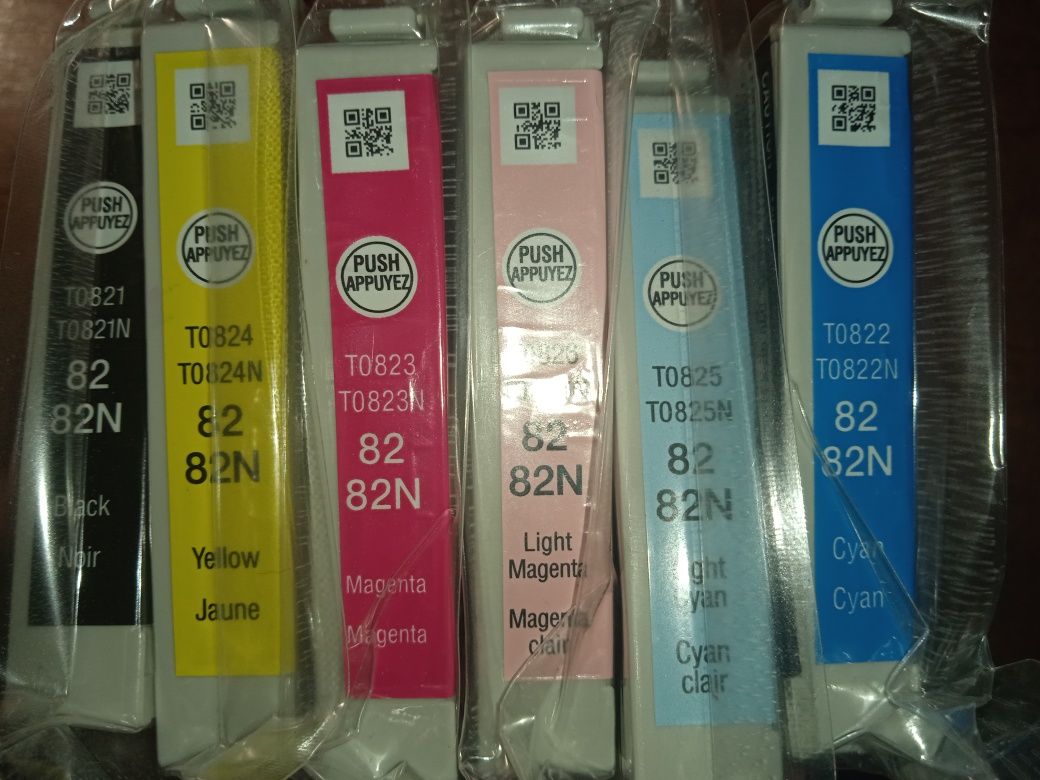 PUSH
APPUYEZ
T0821
T0821N
82
82N
Black
Noir
PUSH
APPUYEZ
T0824
T0824N
82
82N
Yellow
Jaune
PUSH
APPUYEZ
T0823
T0823N
82
82N
Magenta
Magenta
PUSH
APPUYEZ
82
82N
Light
Magenta
Magenta
clair
PUSH
APPUYEZ
T0825
T0825N
82
82N
Light
Cyan
Cyan
clair
PUSH
APPUYEZ
T0822
T0822N
82
82N
Cyan
Cyan